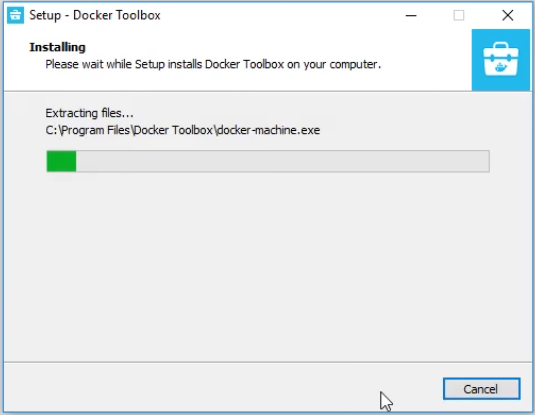 Setup - Docker Toolbox
Installing
Please wait while Setup installs Docker Toolbox on your computer.
Extracting files...
C:\Program Files\Docker Toolbox\docker-machine.exe
Cancel